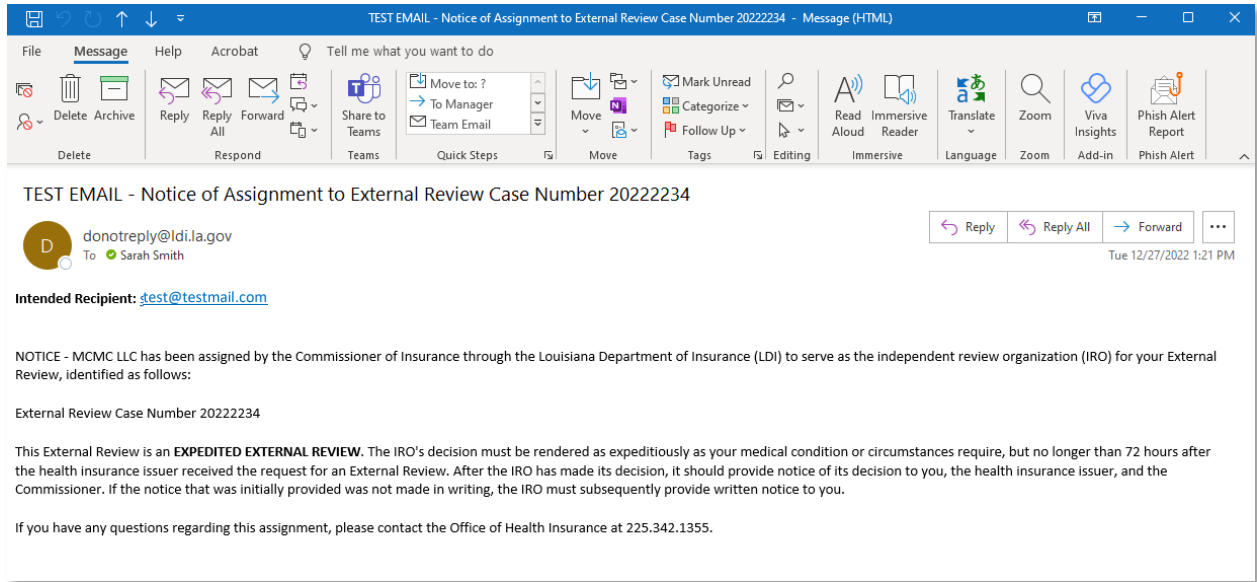 TEST EMAIL - Notice of Assignment to External Review Case Number 20222234 - Message (HTML)
File Message Help Acrobat Tell me what you want to do
Delete Archive
Reply Reply All Forward
Share to Teams
Move to: ?
To Manager
Team Email
Move
Mark Unread
Categorize
Follow Up
Read Aloud Immersive Reader
Translate
Zoom
Viva Insights
Phish Alert Report
Delete Respond Teams Quick Steps Move Tags Editing Immersive Language Zoom Add-in Phish Alert
TEST EMAIL - Notice of Assignment to External Review Case Number 20222234
D
donotreply@ldi.la.gov
To Sarah Smith
Reply Reply All Forward
Tue 12/27/2022 1:21 PM
Intended Recipient: test@testmail.com
NOTICE - MCMC LLC has been assigned by the Commissioner of Insurance through the Louisiana Department of Insurance (LDI) to serve as the independent review organization (IRO) for your External
Review, identified as follows:
External Review Case Number 20222234
This External Review is an EXPEDITED EXTERNAL REVIEW. The IRO's decision must be rendered as expeditiously as your medical condition or circumstances require, but no longer than 72 hours after
the health insurance issuer received the request for an External Review. After the IRO has made its decision, it should provide notice of its decision to you, the health insurance issuer, and the
Commissioner. If the notice that was initially provided was not made in writing, the IRO must subsequently provide written notice to you.
If you have any questions regarding this assignment, please contact the Office of Health Insurance at 225.342.1355.